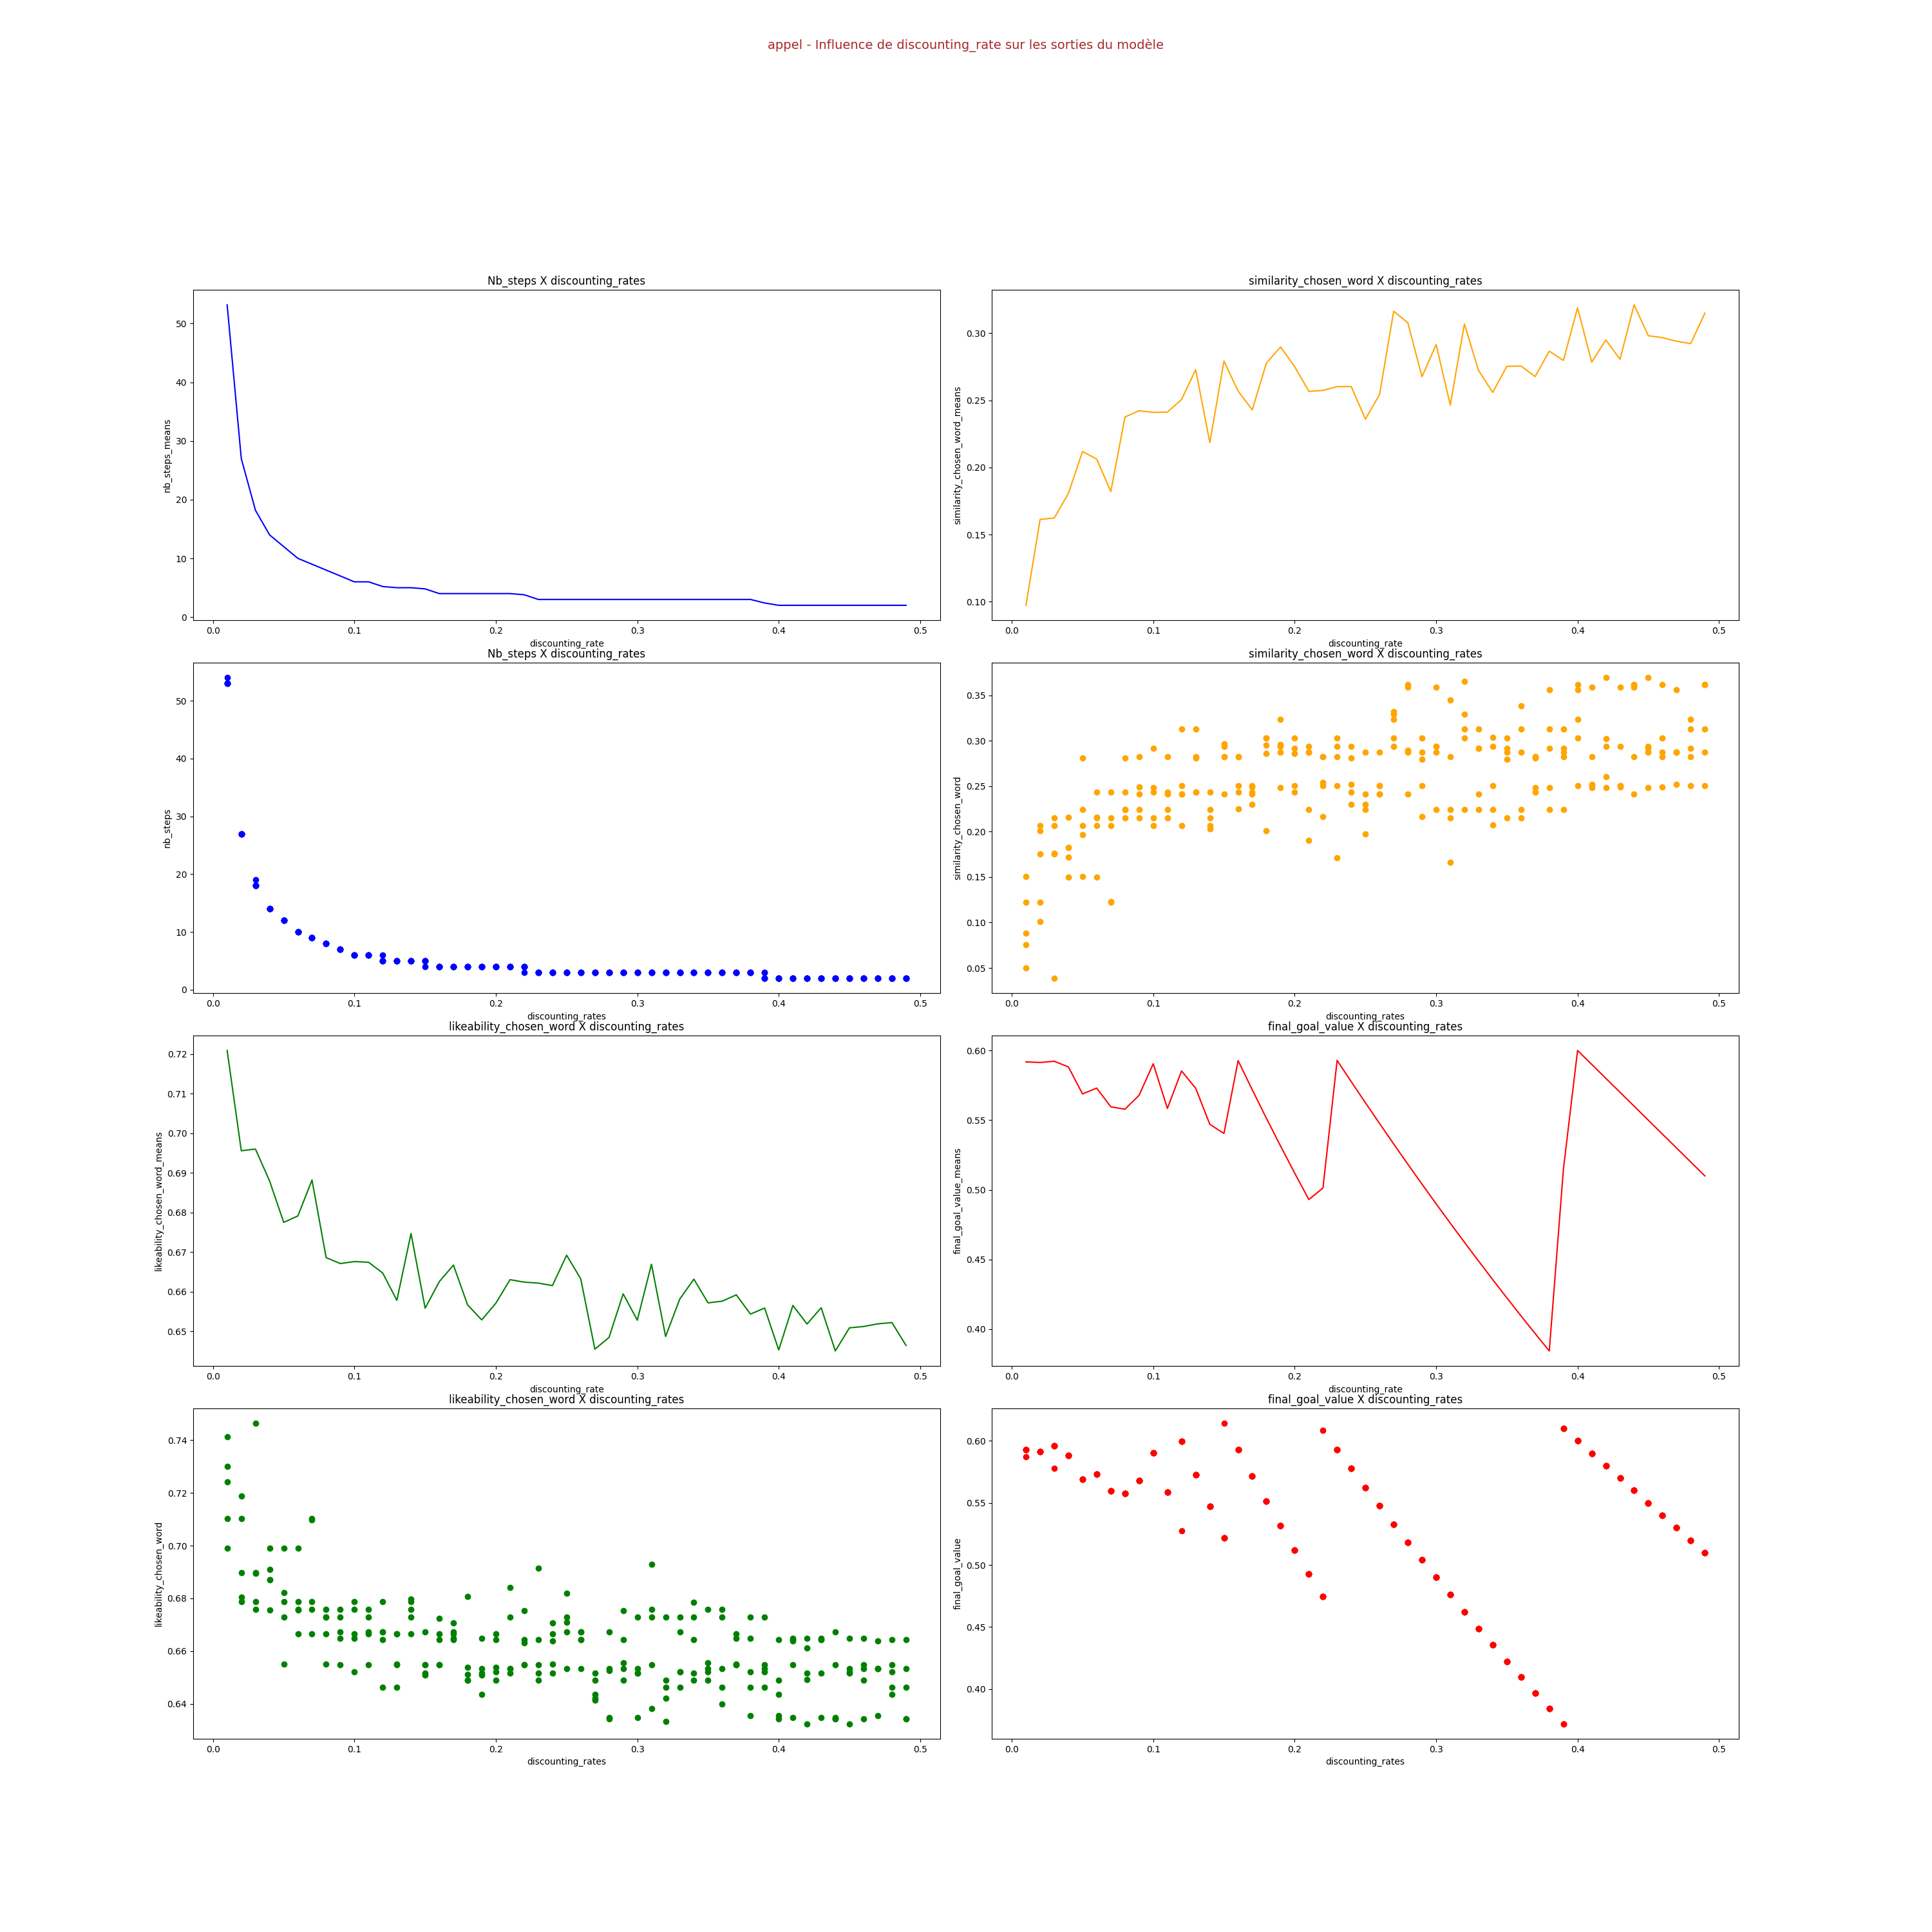 appel - Influence de discounting_rate sur les sorties du modèle
Nb_steps X discounting_rates
nb_steps_means
50
40
30
20
10
0
0.0 0.1 0.2 0.3 0.4 0.5
discounting_rate
similarity_chosen_word X discounting_rates
similarity_chosen_word_means
0.30
0.25
0.20
0.15
0.10
0.0 0.1 0.2 0.3 0.4 0.5
discounting_rate
Nb_steps X discounting_rates
nb_steps
50
40
30
20
10
0
0.0 0.1 0.2 0.3 0.4 0.5
discounting_rates
similarity_chosen_word X discounting_rates
similarity_chosen_word
0.35
0.30
0.25
0.20
0.15
0.10
0.05
0.0 0.1 0.2 0.3 0.4 0.5
discounting_rates
likeability_chosen_word X discounting_rates
likeability_chosen_word_means
0.72
0.71
0.70
0.69
0.68
0.67
0.66
0.65
0.0 0.1 0.2 0.3 0.4 0.5
discounting_rate
final_goal_value X discounting_rates
final_goal_value_means
0.60
0.55
0.50
0.45
0.40
0.0 0.1 0.2 0.3 0.4 0.5
discounting_rate
likeability_chosen_word X discounting_rates
likeability_chosen_word
0.74
0.72
0.70
0.68
0.66
0.64
0.0 0.1 0.2 0.3 0.4 0.5
discounting_rates
final_goal_value X discounting_rates
final_goal_value
0.60
0.55
0.50
0.45
0.40
0.0 0.1 0.2 0.3 0.4 0.5
discounting_rates